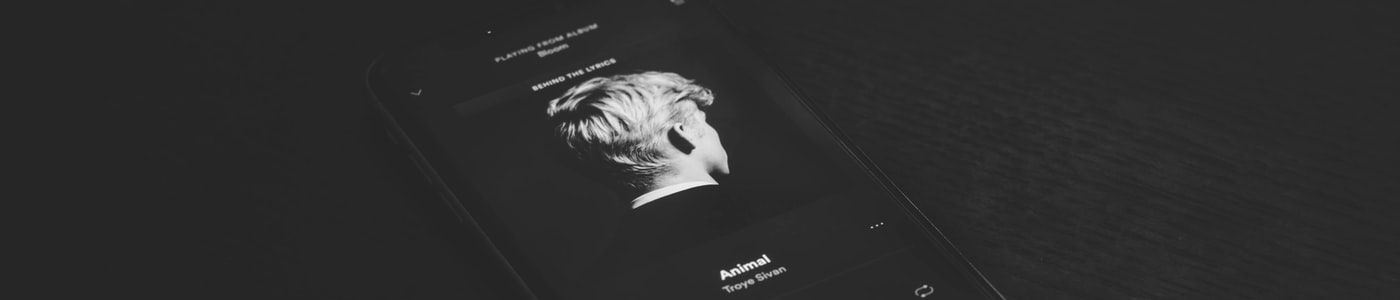 PLAYING FROM ALBUM
Bloom
BEHIND THE LYRICS
Animal
Troye Sivan